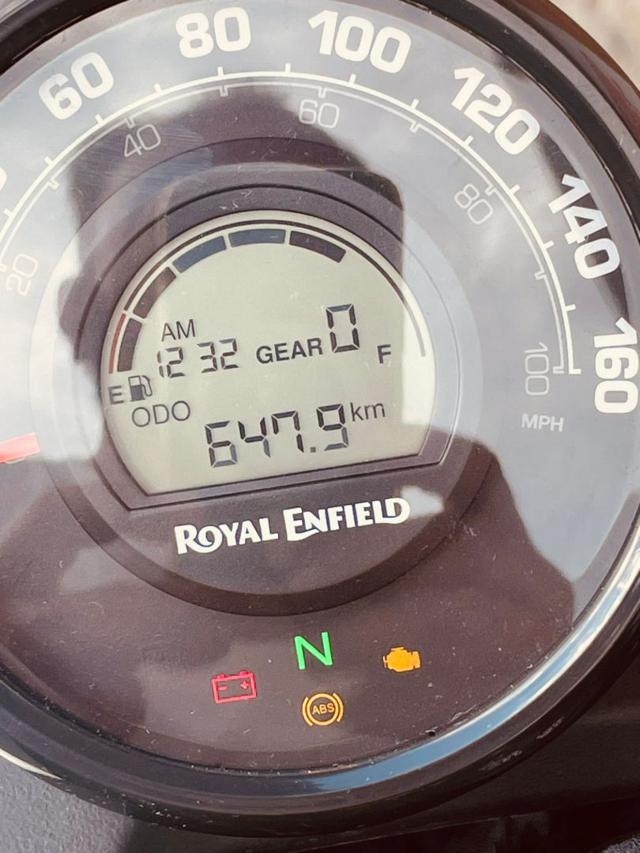 60
80
100
120
140
160
20
40
60
80
100
MPH
AM
12 32 GEAR 0
E F
ODO
647.9 km
ROYAL ENFIELD
N
- +
ABS